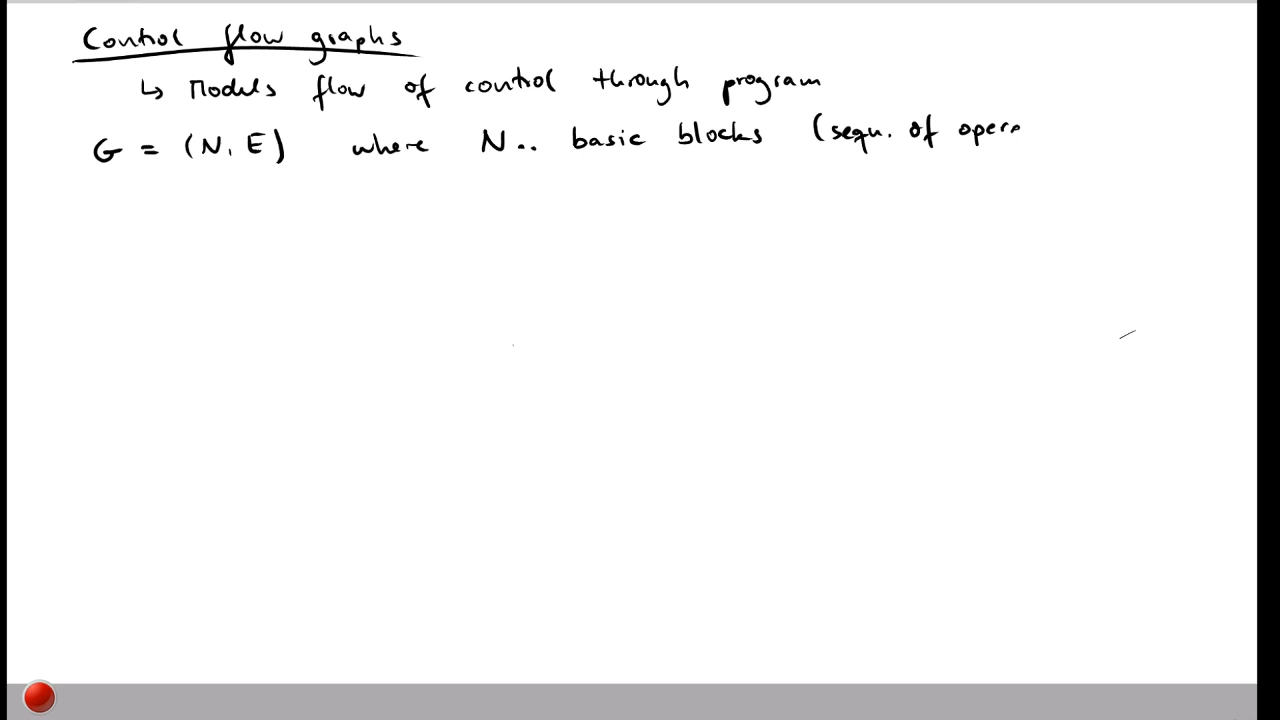 Control flow graphs
↳ Models flow of control through program
G = (N, E) where N.. basic blocks (sequ. of opera